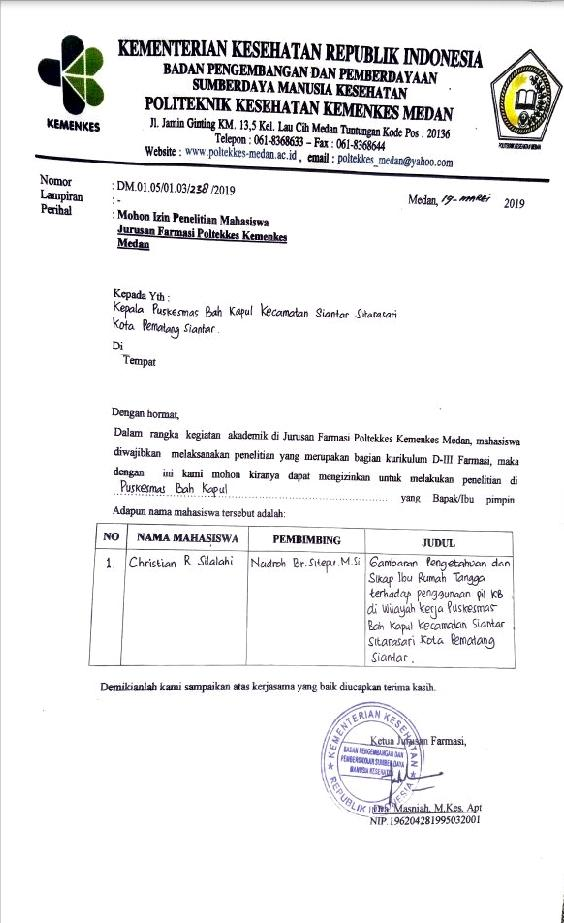 KEMENTERIAN KESEHATAN REPUBLIK INDONESIA
BADAN PENGEMBANGAN DAN PEMBERDAYAAN
SUMBERDAYA MANUSIA KESEHATAN
POLITEKNIK KESEHATAN KEMENKES MEDAN
KEMENKES
Jl. Jamin Ginting KM. 13,5 Kel. Lau Cih Medan Tuntungan Kode Pos . 20136
Telepon : 061-8368633 – Fax : 061-8368644
Website : www.poltekkes-medan.ac.id , email : poltekkes_medan@yahoo.com
POLITEKNIK KESEHATAN MEDAN
Nomor : DM.01.05/01.03/238/2019
Medan, 19-MARET 2019
Lampiran : -
Perihal : Mohon Izin Penelitian Mahasiswa
Jurusan Farmasi Poltekkes Kemenkes
Medan
Kepada Yth :
Kepala Puskesmas Bah Kapul Kecamatan Siantar Sitarasari
Kota Pematang Siantar.
Di
Tempat
Dengan hormat,
Dalam rangka kegiatan akademik di Jurusan Farmasi Poltekkes Kemenkes Medan, mahasiswa
diwajibkan melaksanakan penelitian yang merupakan bagian kurikulum D-III Farmasi, maka
dengan ini kami mohon kiranya dapat mengizinkan untuk melakukan penelitian di
Puskesmas Bah Kapul yang Bapak/Ibu pimpin
Adapun nama mahasiswa tersebut adalah:
NO NAMA MAHASISWA PEMBIMBING JUDUL
1. Christian R Silalahi Nadroh Br.Sitepu.M.Si Gambaran Pengetahuan dan
Sikap Ibu Rumah Tangga
terhadap penggunaan pil KB
di Wilayah kerja Puskesmas
Bah Kapul Kecamatan Siantar
Sitarasari Kota Pematang
Siantar.
Demikianlah kami sampaikan atas kerjasama yang baik diucapkan terima kasih.
Ketua Jurusan Farmasi,
KEMENTERIAN KESEHATAN
BADAN PENGEMBANGAN DAN
PEMBERDAYAAN SUMBER DAYA
MANUSIA KESEHATAN
REPUBLIK INDONESIA
Masniah, M.Kes, Apt
NIP.196204281995032001